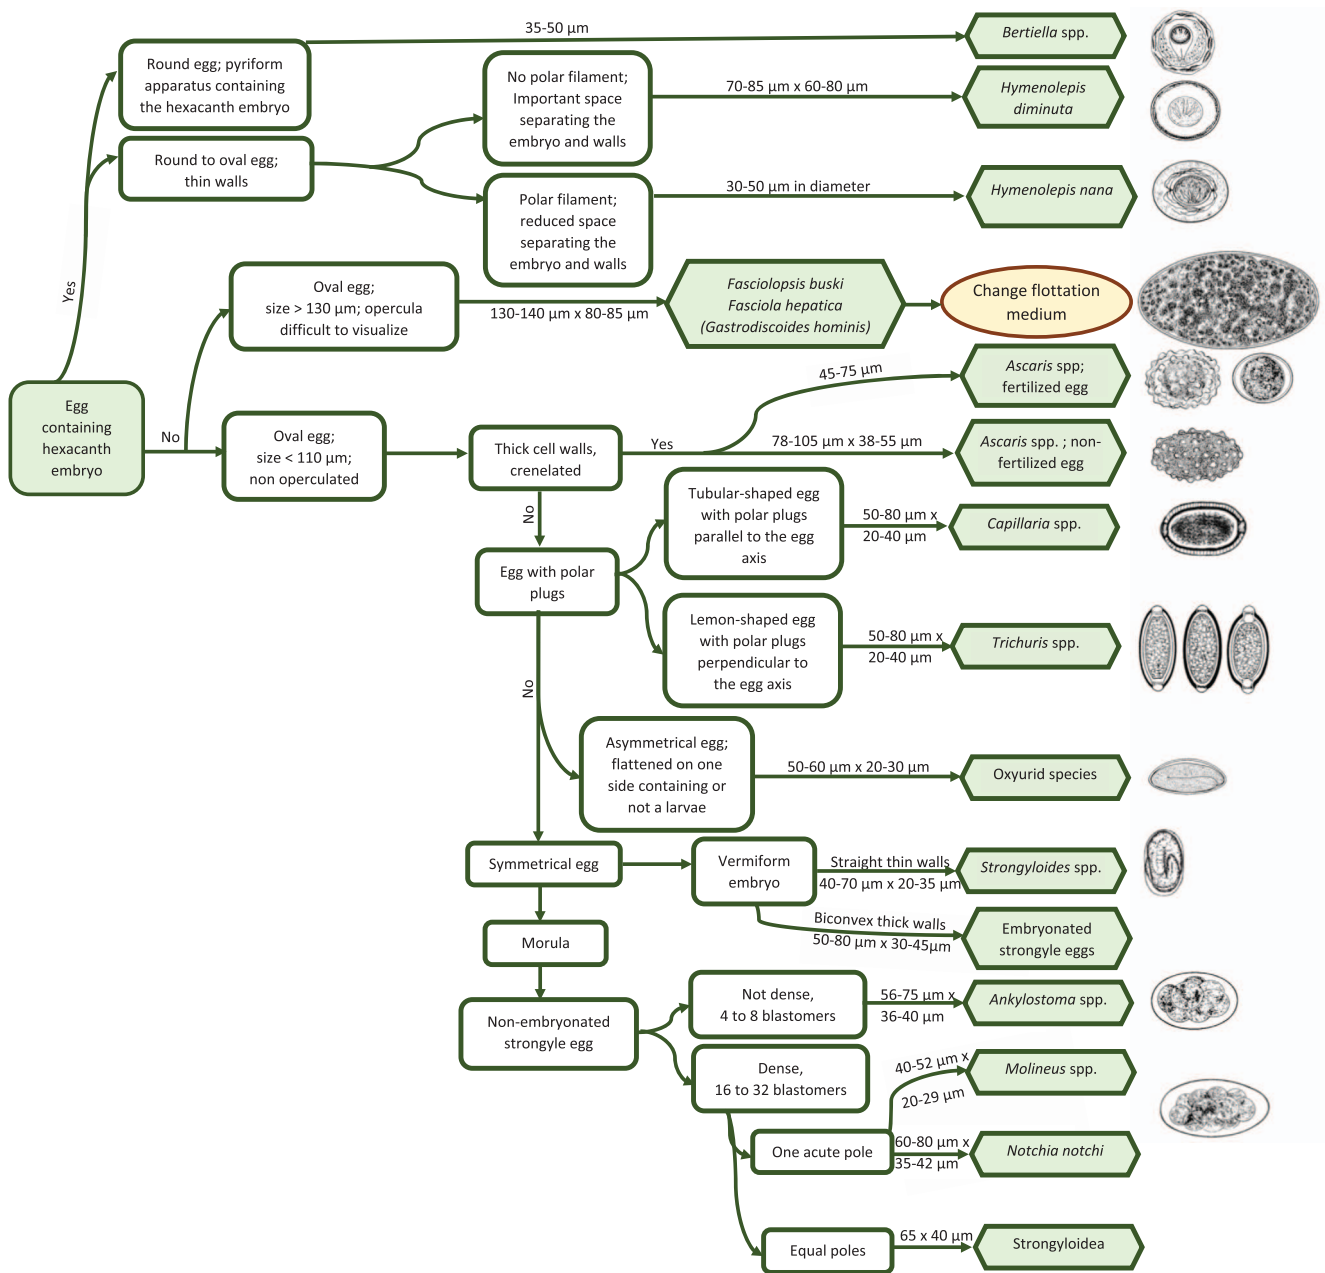 35-50 µm
Bertiella spp.
Round egg; pyriform
apparatus containing
the hexacanth embryo
No polar filament;
Important space
separating the
embryo and walls
70-85 µm x 60-80 µm
Hymenolepis
diminuta
Round to oval egg;
thin walls
Polar filament;
reduced space
separating the
embryo and walls
30-50 µm in diameter
Hymenolepis nana
Yes
Oval egg;
size > 130 µm; opercula
difficult to visualize
130-140 µm x 80-85 µm
Fasciolopsis buski
Fasciola hepatica
(Gastrodiscoides hominis)
Change flottation
medium
Egg
containing
hexacanth
embryo
No
Oval egg;
size < 110 µm;
non operculated
Thick cell walls,
crenelated
Yes
45-75 µm
Ascaris spp;
fertilized egg
78-105 µm x 38-55 µm
Ascaris spp. ; non-
fertilized egg
No
Egg with polar
plugs
Tubular-shaped egg
with polar plugs
parallel to the egg
axis
50-80 µm x
20-40 µm
Capillaria spp.
Lemon-shaped egg
with polar plugs
perpendicular to
the egg axis
50-80 µm x
20-40 µm
Trichuris spp.
No
Asymmetrical egg;
flattened on one
side containing or
not a larvae
50-60 µm x 20-30 µm
Oxyurid species
Symmetrical egg
Vermiform
embryo
Straight thin walls
40-70 µm x 20-35 µm
Strongyloides spp.
Biconvex thick walls
50-80 µm x 30-45µm
Embryonated
strongyle eggs
Morula
Non-embryonated
strongyle egg
Not dense,
4 to 8 blastomers
56-75 µm x
36-40 µm
Ankylostoma spp.
Dense,
16 to 32 blastomers
40-52 µm x
20-29 µm
Molineus spp.
One acute pole
60-80 µm x
35-42 µm
Notchia notchi
Equal poles
65 x 40 µm
Strongyloidea